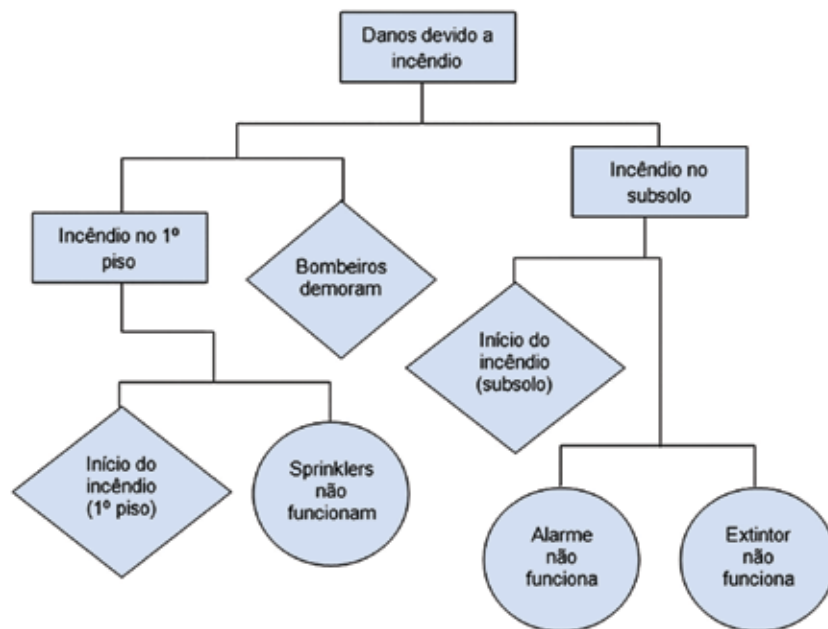 Danos devido a
incêndio
Incêndio no
subsolo
Incêndio no 1º
piso
Bombeiros
demoram
Início do
incêndio
(subsolo)
Início do
incêndio
(1º piso)
Sprinklers
não
funcionam
Alarme
não
funciona
Extintor
não
funciona